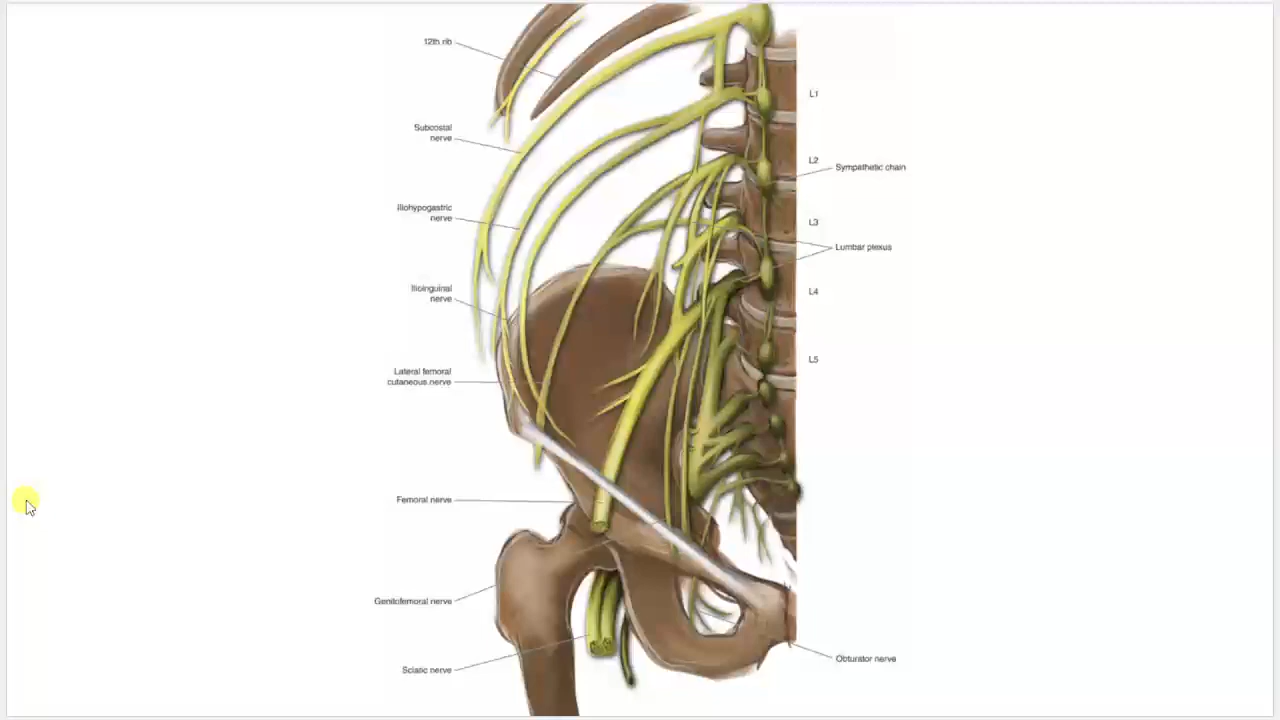 12th rib
Subcostal
nerve
Iliohypogastric
nerve
Ilioinguinal
nerve
Lateral femoral
cutaneous nerve
Femoral nerve
Genitofemoral nerve
Sciatic nerve
L1
L2
Sympathetic chain
L3
Lumbar plexus
L4
L5
Obturator nerve